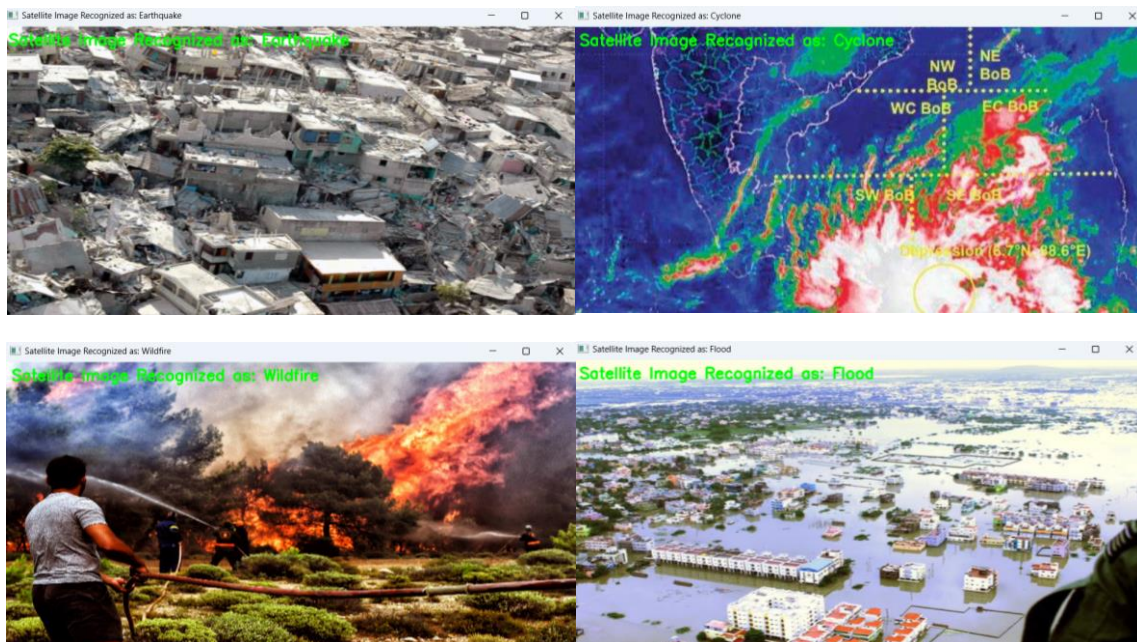 Satellite Image Recognized as: Earthquake
Satellite Image Recognized as: Earthquake
Satellite Image Recognized as: Cyclone
Satellite Image Recognized as: Cyclone
NW
BoB
NE
BoB
WC BoB
EC BoB
SW BoB
SE BoB
Depression (6.7°N, 88.6°E)
Satellite Image Recognized as: Wildfire
Satellite Image Recognized as: Wildfire
Satellite Image Recognized as: Flood
Satellite Image Recognized as: Flood